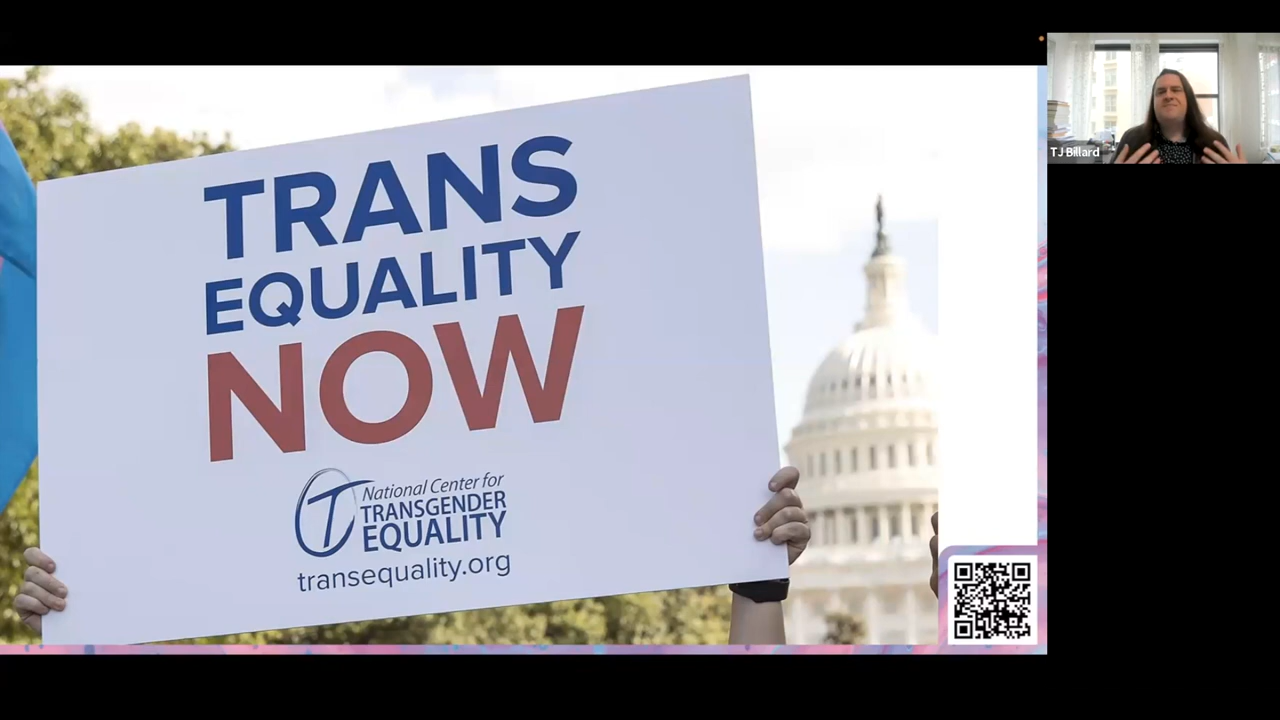 TRANS
EQUALITY
NOW
National Center for
TRANSGENDER
EQUALITY
transequality.org
TJ Billard